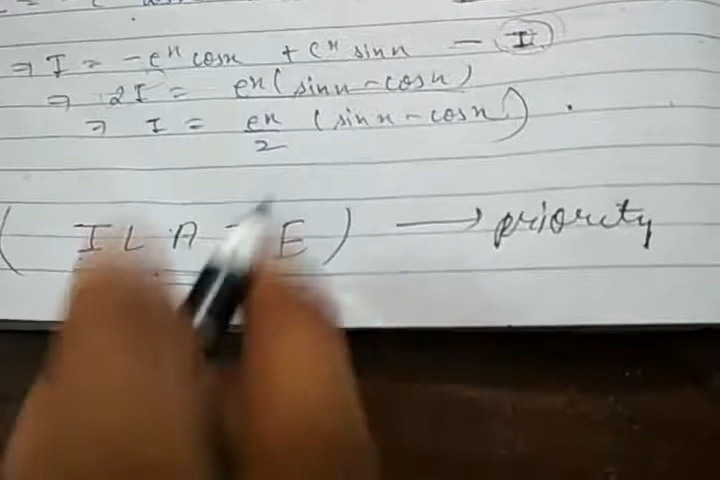 ⇒ I = -eˣ cosx + eˣ sinx - I
⇒ 2I = eˣ (sinx - cosx)
⇒ I = eˣ/2 (sinx - cosx)
(I L A E) → priority